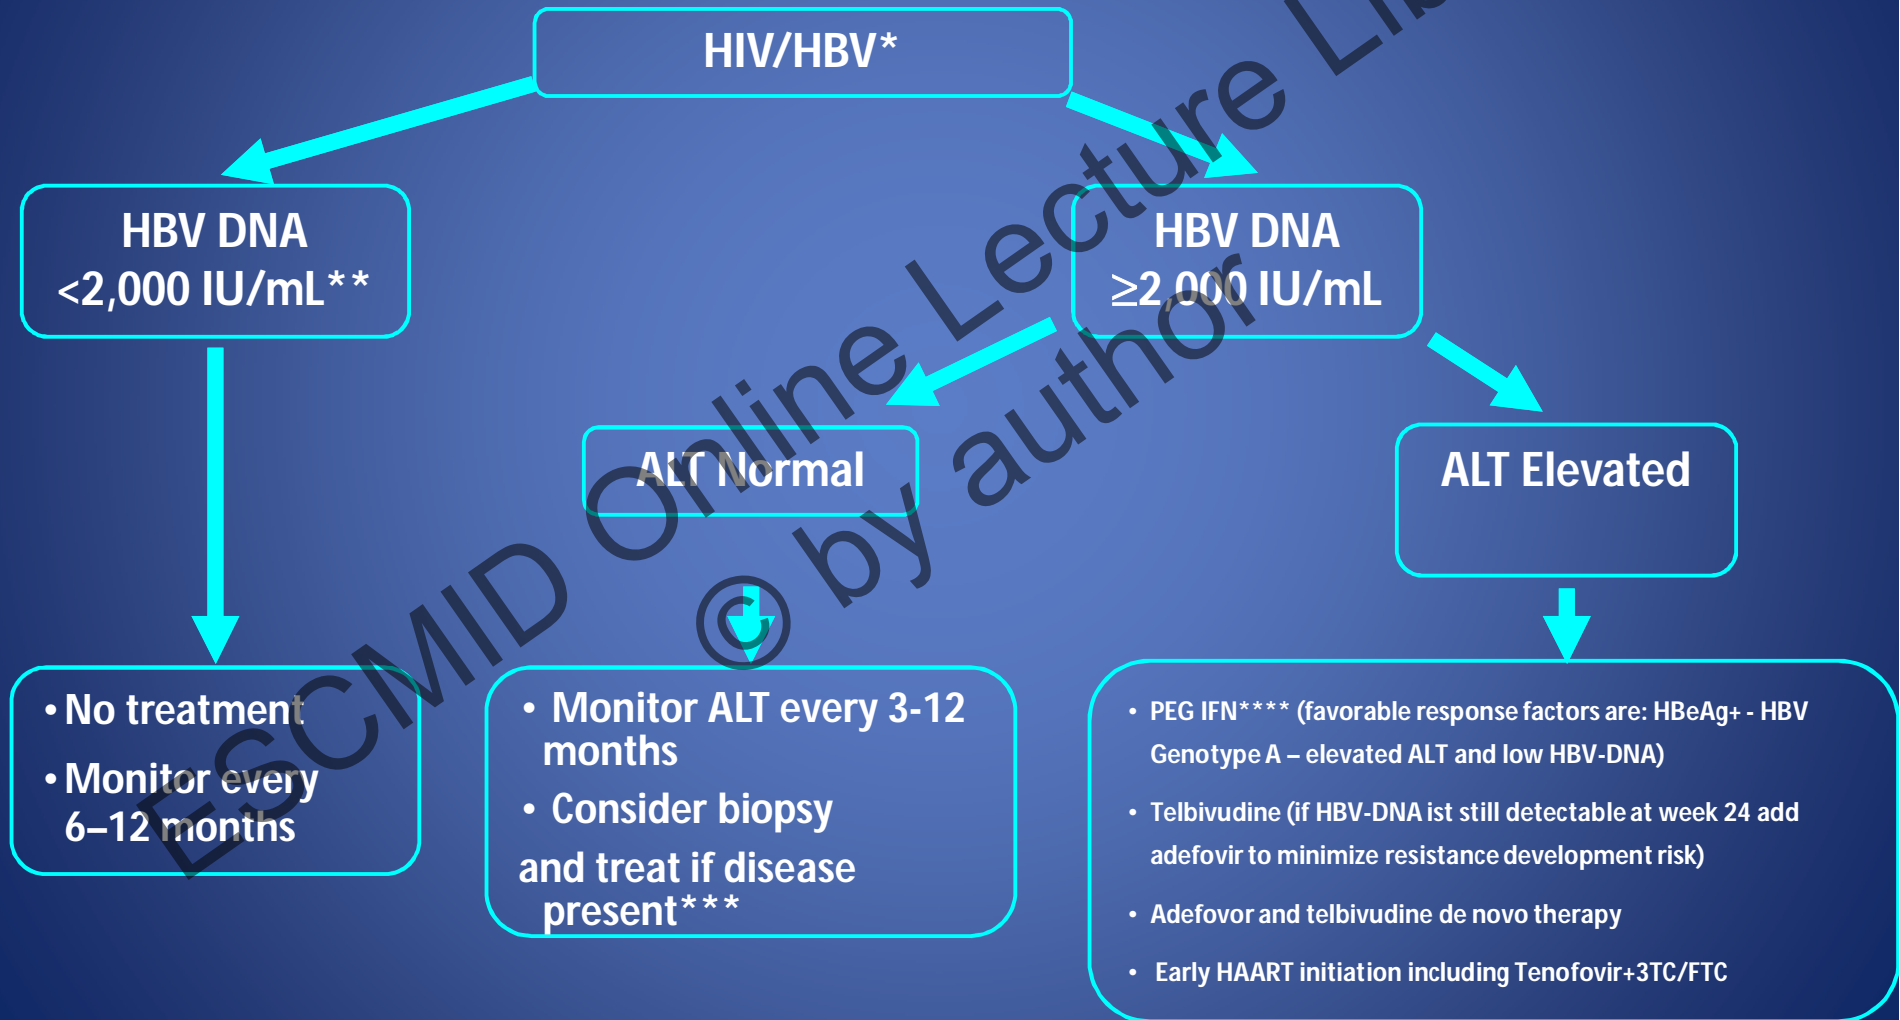 HIV/HBV*
HBV DNA
<2,000 IU/mL**
HBV DNA
≥2,000 IU/mL
ALT Normal
ALT Elevated
• No treatment
• Monitor every
6–12 months
• Monitor ALT every 3-12
months
• Consider biopsy
and treat if disease
present***
• PEG IFN**** (favorable response factors are: HBeAg+ - HBV
Genotype A – elevated ALT and low HBV-DNA)
• Telbivudine (if HBV-DNA ist still detectable at week 24 add
adefovir to minimize resistance development risk)
• Adefovor and telbivudine de novo therapy
• Early HAART initiation including Tenofovir+3TC/FTC
ESCMID Online Lecture
© by author